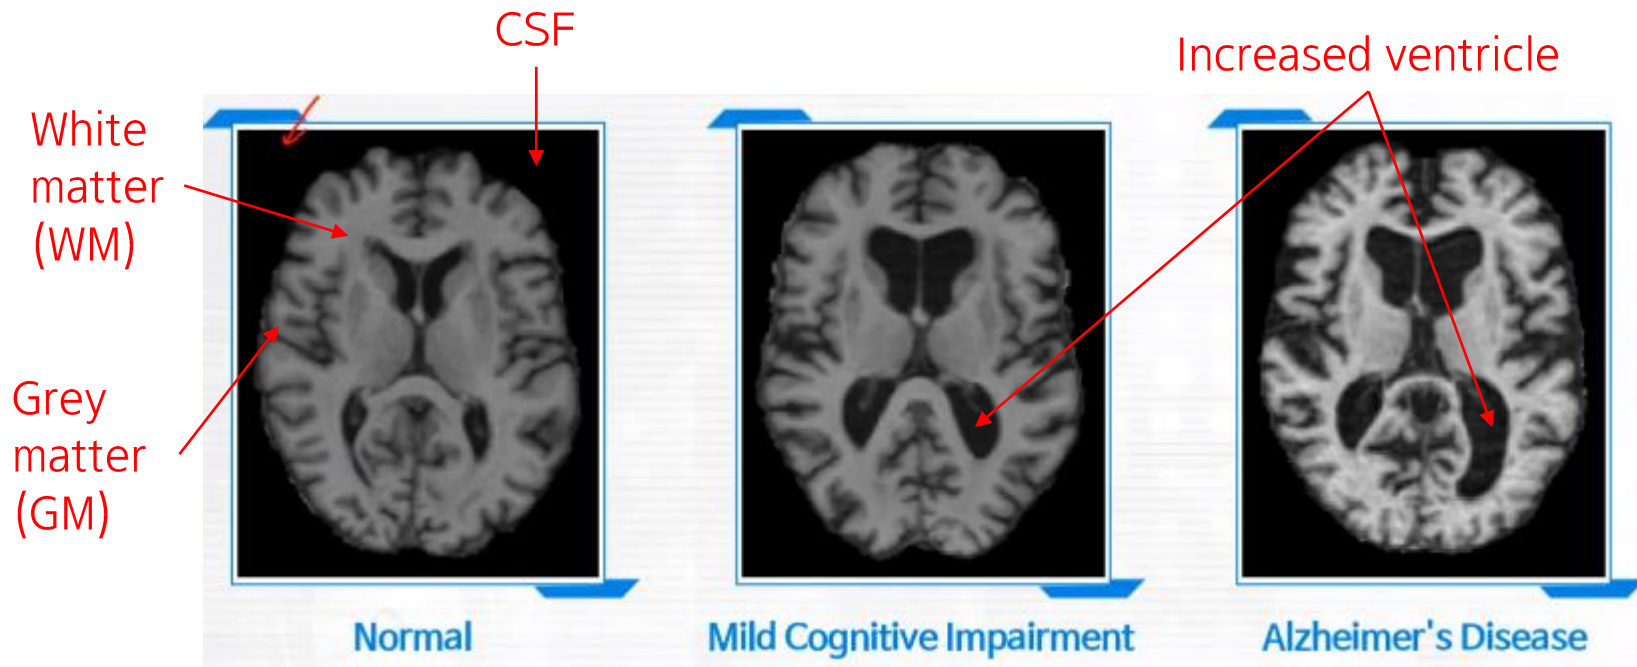 CSF
Increased ventricle
White
matter
(WM)
Grey
matter
(GM)
Normal
Mild Cognitive Impairment
Alzheimer's Disease